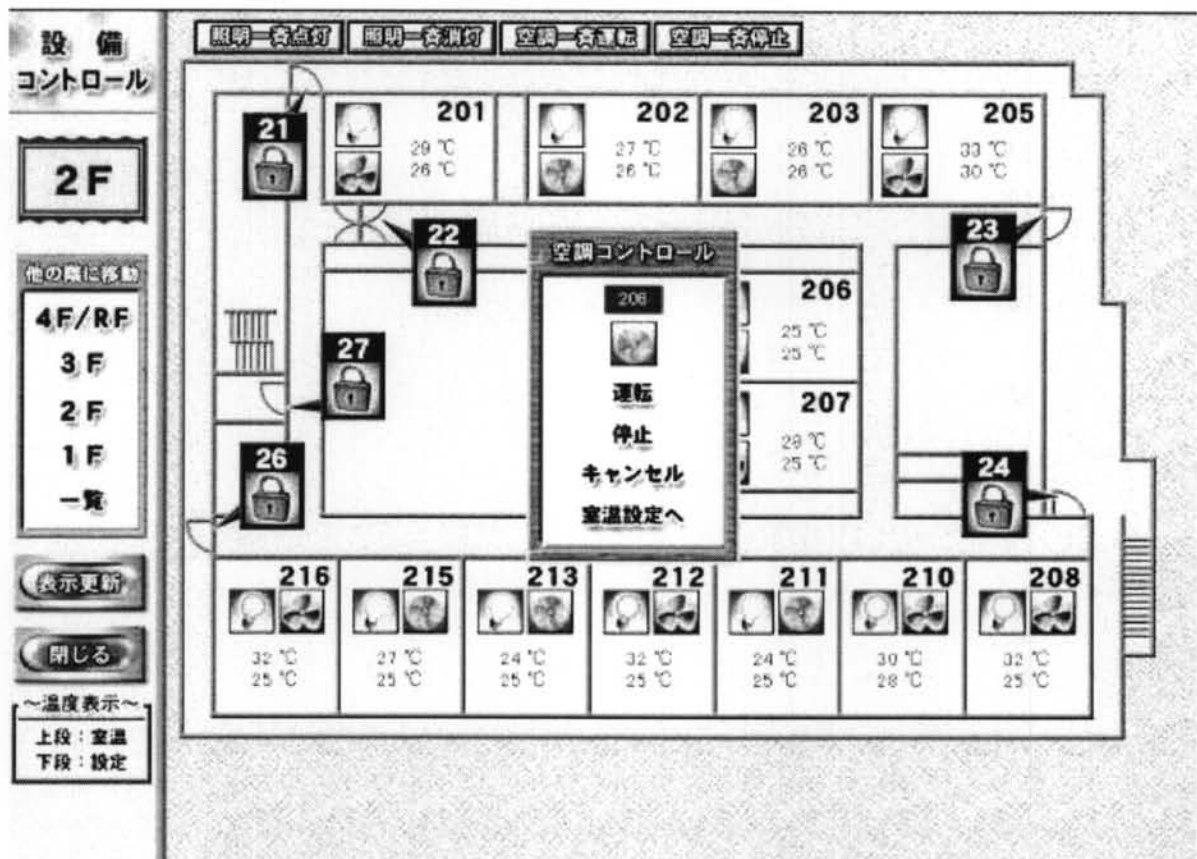 設備
コントロール
照明一斉点灯
照明一斉消灯
空調一斉運転
空調一斉停止
2F
他の階に移動
4F/RF
3F
2F
1F
一覧
表示更新
閉じる
～温度表示～
上段：室温
下段：設定
21
201
29℃
26℃
202
27℃
26℃
203
26℃
26℃
205
33℃
30℃
22
23
空調コントロール
206
運転
停止
キャンセル
室温設定へ
206
25℃
25℃
207
29℃
25℃
27
26
24
216
32℃
25℃
215
27℃
25℃
213
24℃
25℃
212
32℃
25℃
211
24℃
25℃
210
30℃
28℃
208
32℃
25℃